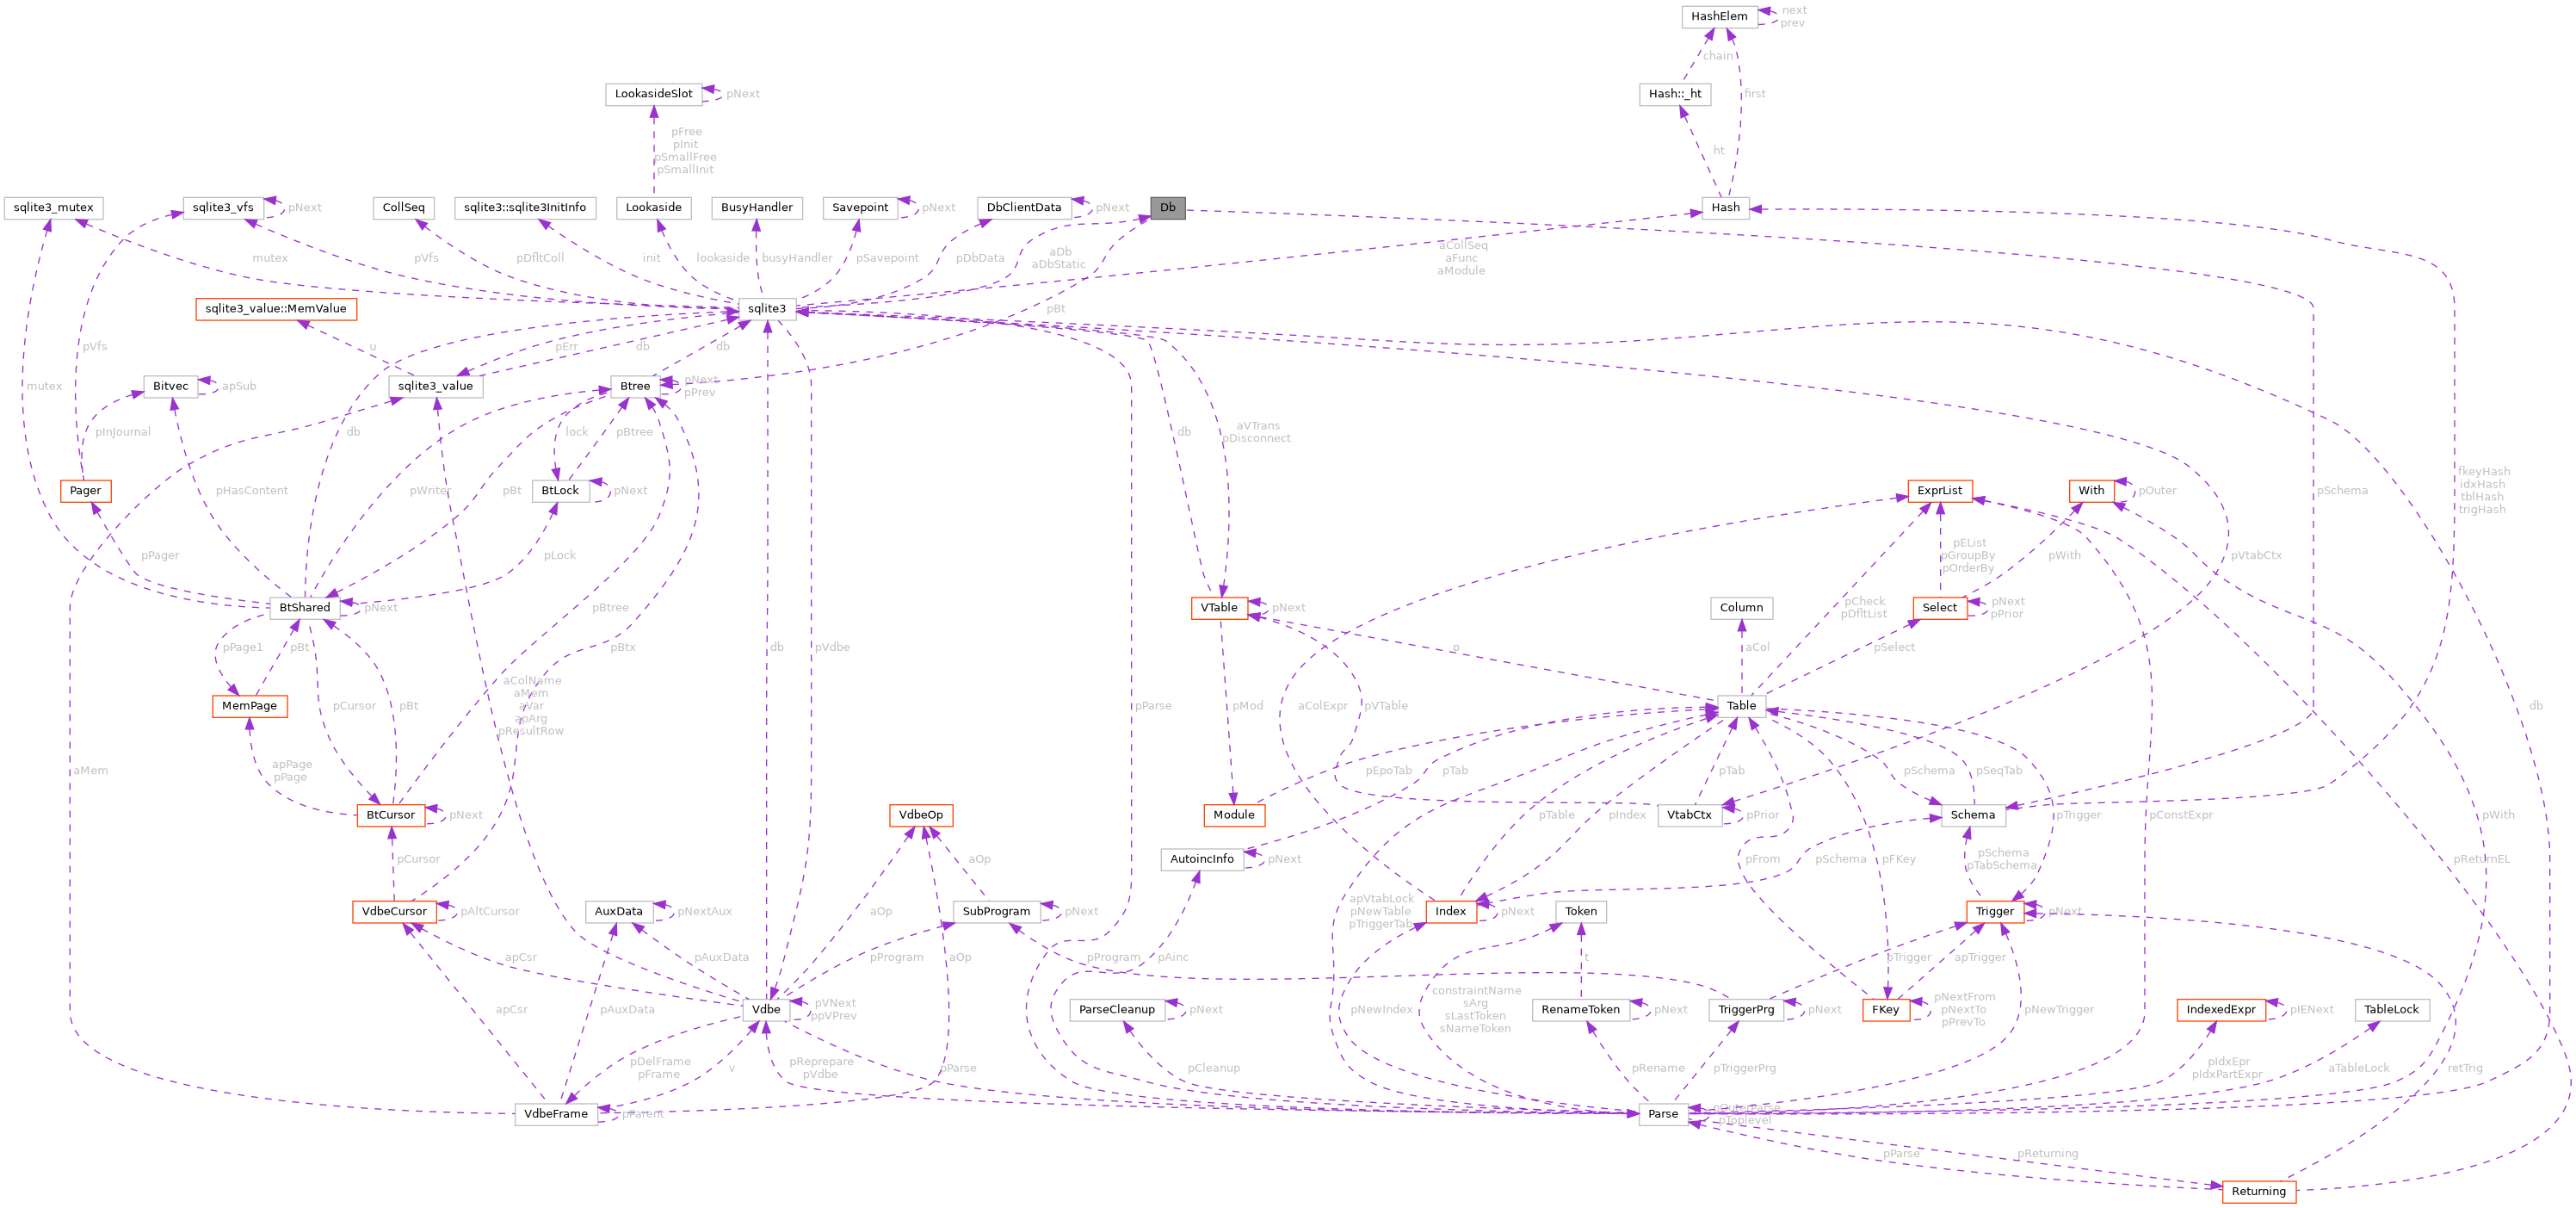 HashElem
next
prev
chain
LookasideSlot
pNext
Hash::_ht
first
pFree
pInit
pSmallFree
pSmallInit
ht
sqlite3_mutex
sqlite3_vfs
pNext
CollSeq
sqlite3::sqlite3InitInfo
Lookaside
BusyHandler
Savepoint
pNext
DbClientData
pNext
Db
Hash
mutex
pVfs
pDfltColl
init
lookaside
busyHandler
pSavepoint
pDbData
aDb
aDbStatic
aCollSeq
aFunc
aModule
sqlite3_value::MemValue
sqlite3
pBt
pVfs
u
pErr
db
db
mutex
Bitvec
apSub
sqlite3_value
Btree
pNext
pPrev
pInJournal
db
lock
pBtree
db
aVTrans
pDisconnect
Pager
pHasContent
pWriter
pBt
BtLock
pNext
ExprList
With
pOuter
pSchema
fkeyHash
idxHash
tblHash
trigHash
pPager
pLock
pEList
pGroupBy
pOrderBy
pWith
pVtabCtx
BtShared
pNext
pBtree
VTable
pNext
Column
pCheck
pDfltList
Select
pNext
pPrior
pPage1
pBt
pBtx
db
pVdbe
p
aCol
pSelect
MemPage
pCursor
pBt
aColName
aMem
aVar
apArg
pResultRow
pParse
pMod
aColExpr
pVTable
Table
db
aMem
apPage
pPage
pEpoTab
pTab
pTab
pSchema
pSeqTab
BtCursor
pNext
VdbeOp
Module
pTable
pIndex
VtabCtx
pPrior
Schema
pTrigger
pConstExpr
pWith
pCursor
aOp
AutoincInfo
pNext
pSchema
pFrom
pFKey
pSchema
pTabSchema
pReturnEL
VdbeCursor
pAltCursor
AuxData
pNextAux
aOp
SubProgram
pNext
apVtabLock
pNewTable
pTriggerTab
Index
pNext
Token
Trigger
pNext
apCsr
pAuxData
pProgram
aOp
pProgram
pAinc
t
pTrigger
apTrigger
apCsr
pAuxData
Vdbe
pVNext
ppVPrev
ParseCleanup
pNext
pNewIndex
constraintName
sArg
sLastToken
sNameToken
RenameToken
pNext
TriggerPrg
pNext
FKey
pNextFrom
pNextTo
pPrevTo
pNewTrigger
IndexedExpr
pIENext
TableLock
pDelFrame
pFrame
v
pReprepare
pVdbe
pParse
pCleanup
pRename
pTriggerPrg
pIdxEpr
pIdxPartExpr
aTableLock
retTrig
VdbeFrame
pParent
Parse
pOuterParse
pToplevel
pParse
pReturning
Returning